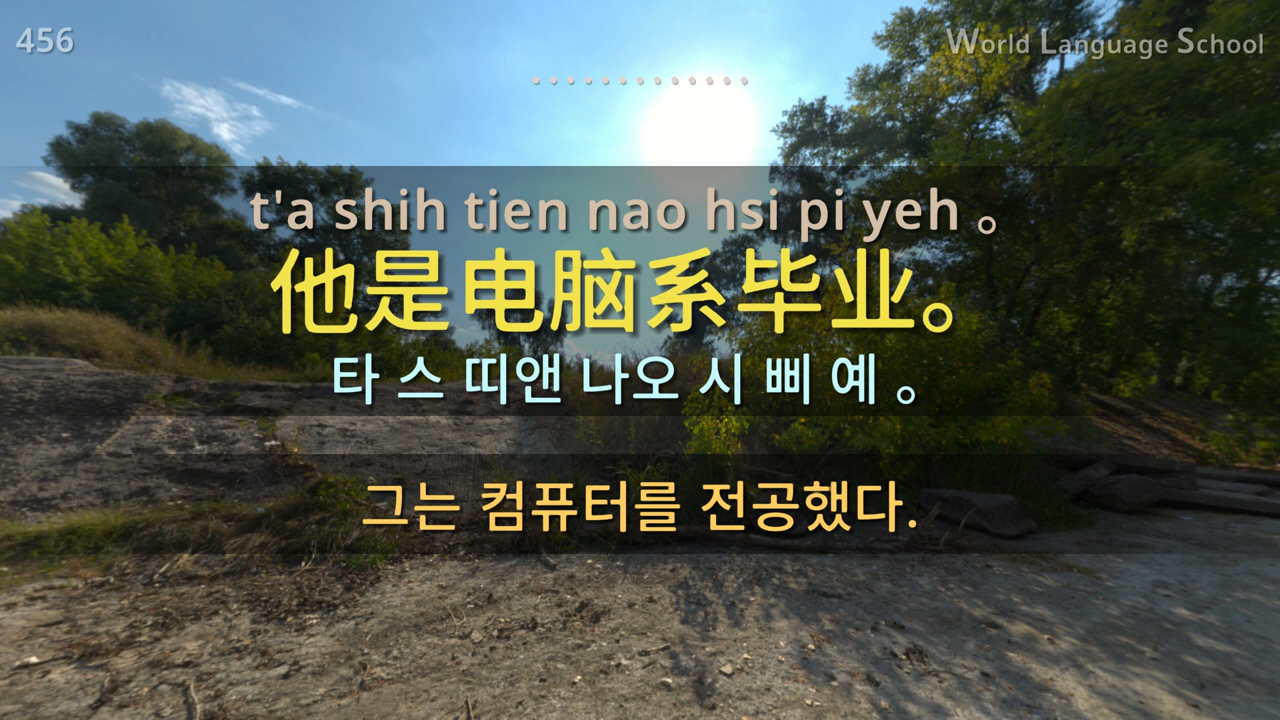 456
World Language School
t'a shih tien nao hsi pi yeh 。
他是电脑系毕业。
타 스 띠앤 나오 시 삐 예 。
그는 컴퓨터를 전공했다.